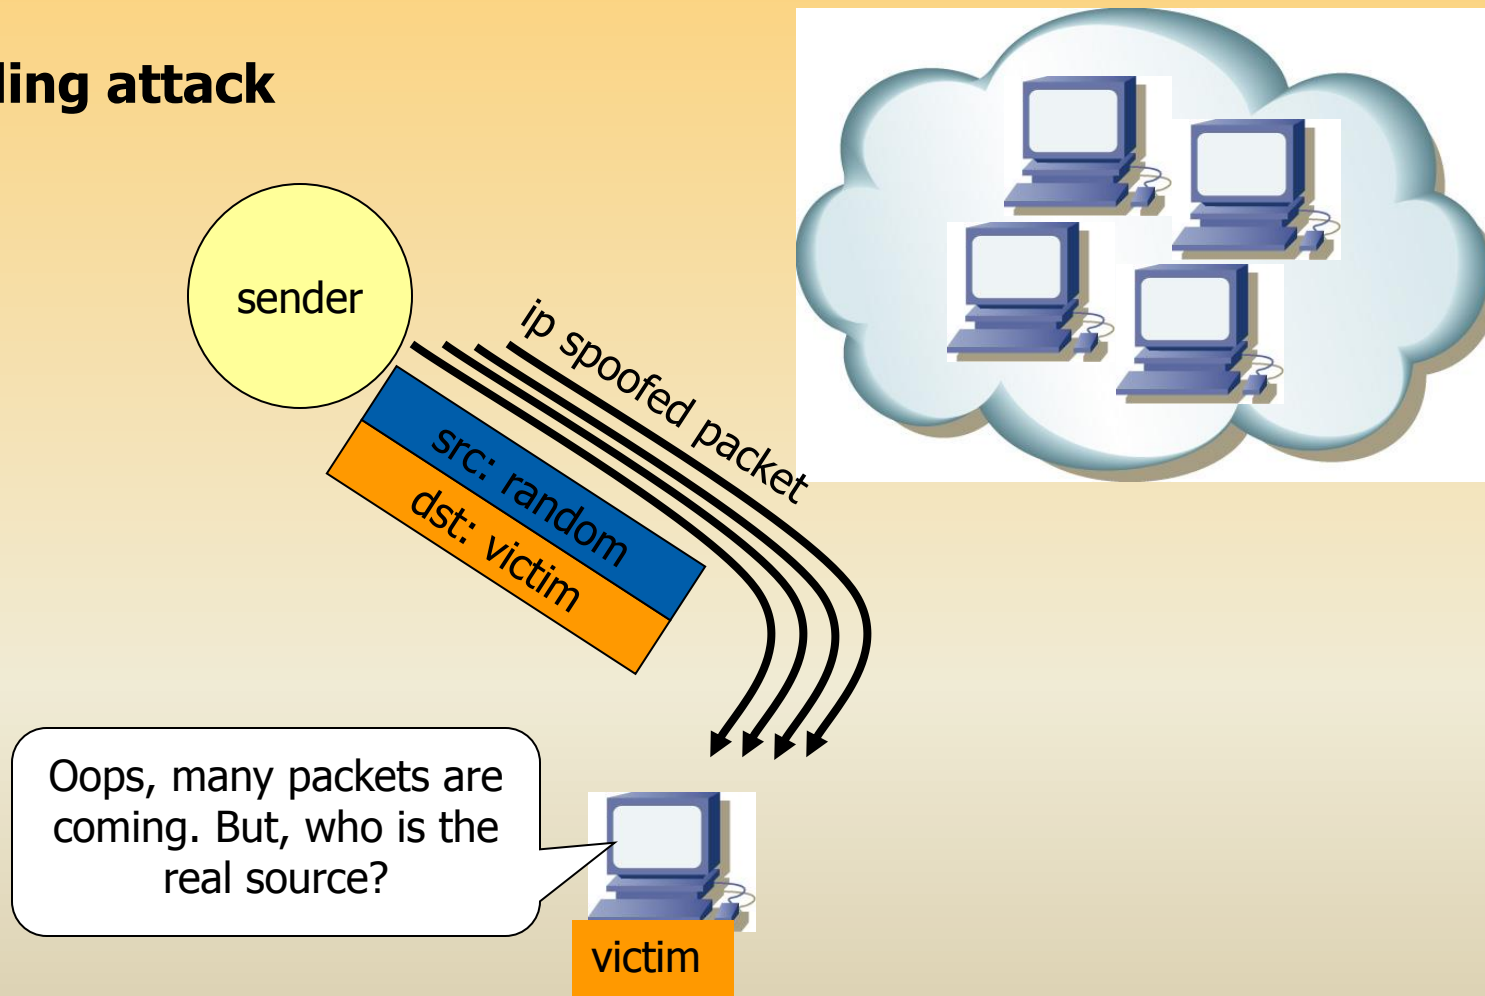 ling attack
sender
ip spoofed packet
src: random
dst: victim
Oops, many packets are
coming. But, who is the
real source?
victim